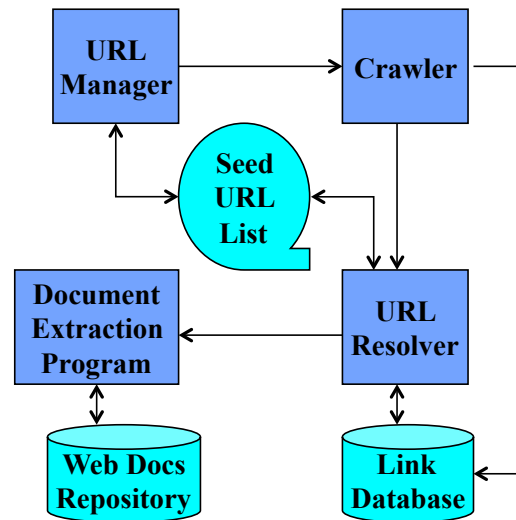 URL
Manager
Crawler
Seed
URL
List
Document
Extraction
Program
URL
Resolver
Web Docs
Repository
Link
Database